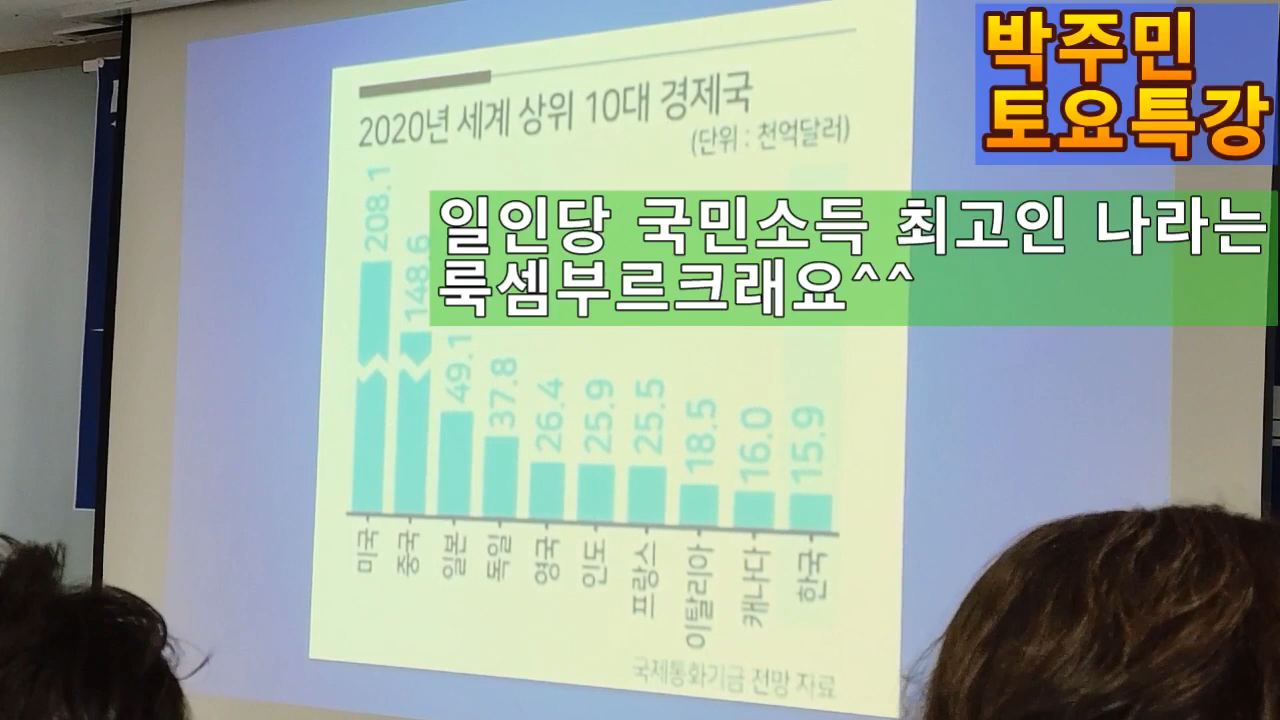 박주민
토요특강
2020년 세계 상위 10대 경제국
(단위 : 천억달러)
일인당 국민소득 최고인 나라는
룩셈부르크래요^^
208.1
148.6
49.1
37.8
26.4
25.9
25.5
18.5
16.0
15.9
미국
중국
일본
독일
영국
인도
프랑스
이탈리아
캐나다
한국
국제통화기금 전망 자료